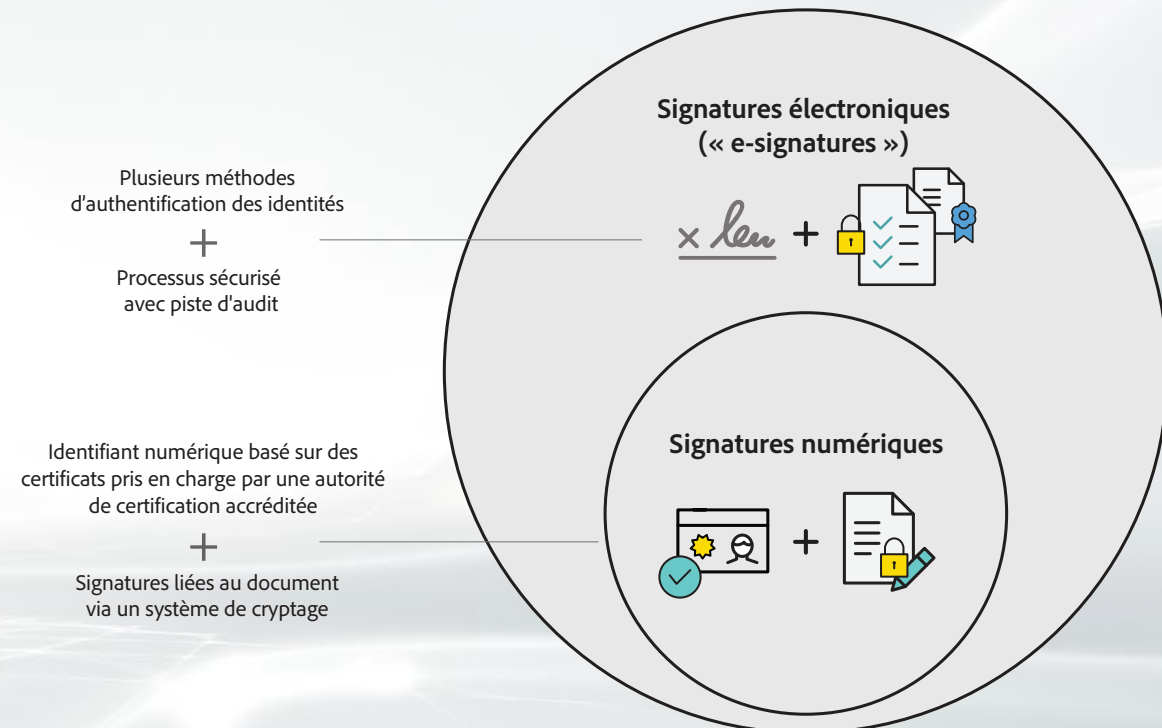 Signatures électroniques
(« e-signatures »)
Plusieurs méthodes
d'authentification des identités
+
Processus sécurisé
avec piste d'audit
× +
Signatures numériques
Identifiant numérique basé sur des
certificats pris en charge par une autorité
de certification accréditée
+
Signatures liées au document
via un système de cryptage
+